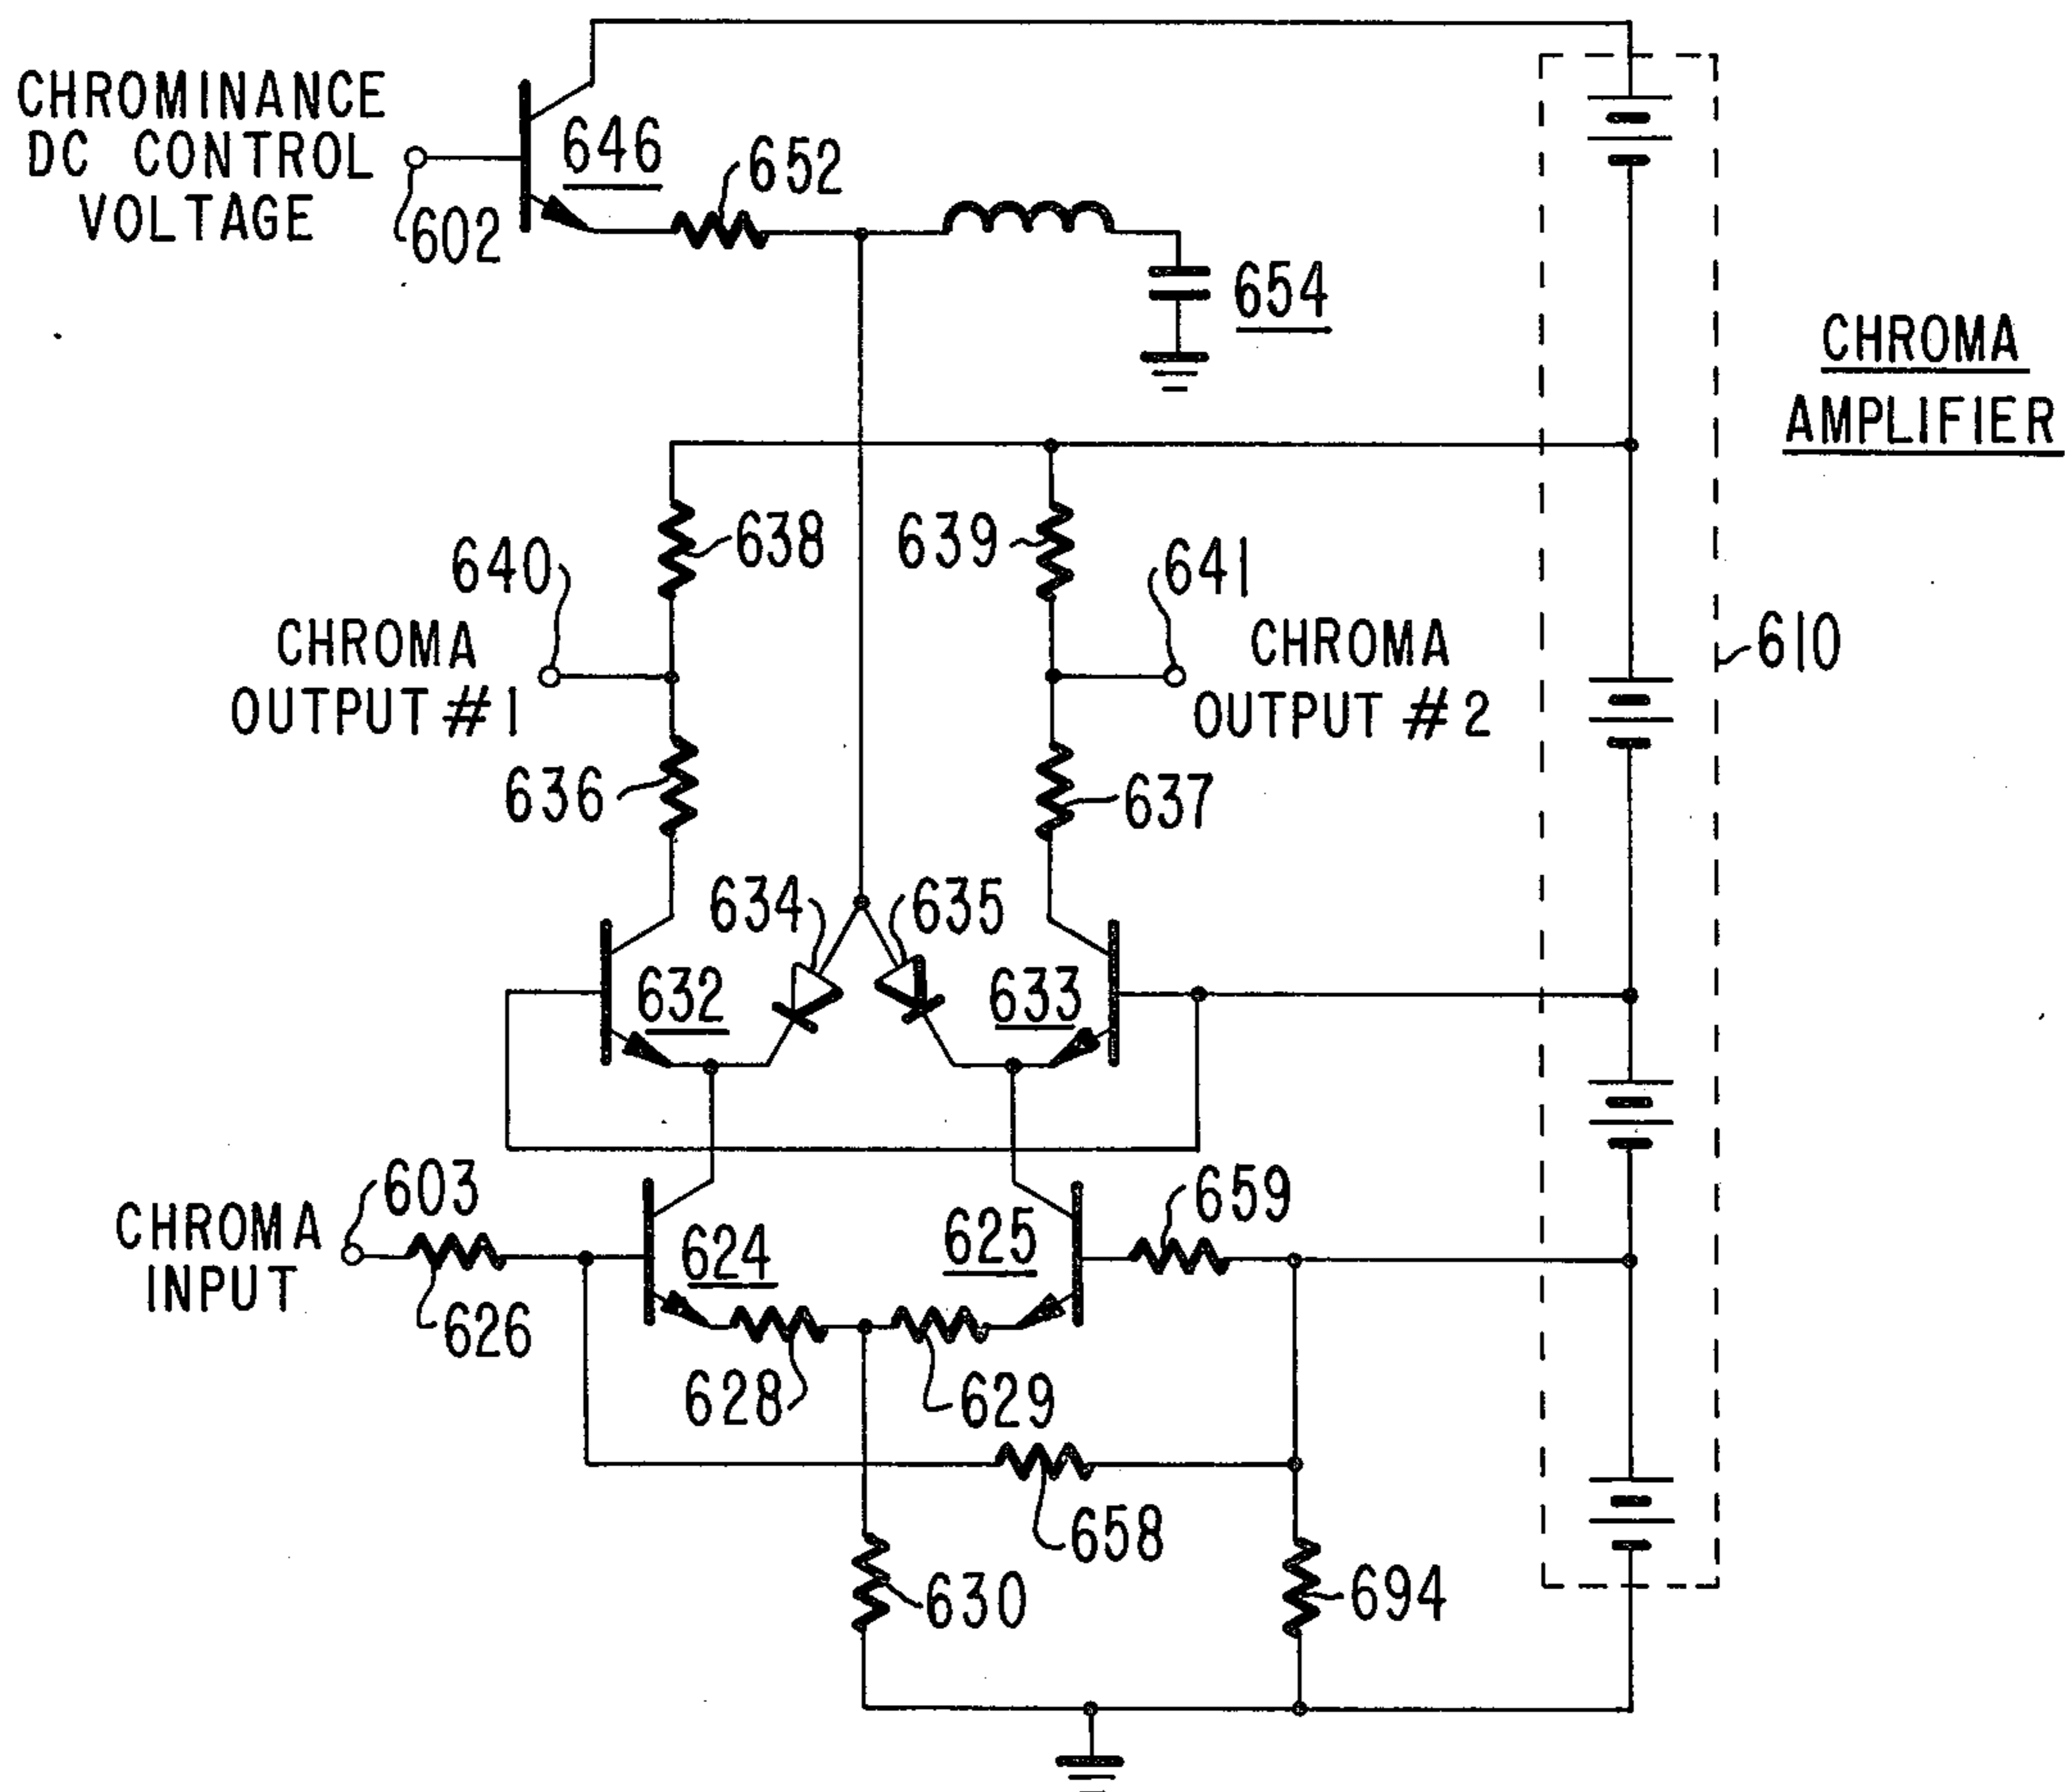 CHROMINANCE
DC CONTROL
VOLTAGE
602
646
652
654
CHROMA
AMPLIFIER
638
639
640
641
CHROMA
OUTPUT #1
CHROMA
OUTPUT #2
610
636
637
634
635
632
633
603
CHROMA
INPUT
626
624
625
659
628
629
658
630
694